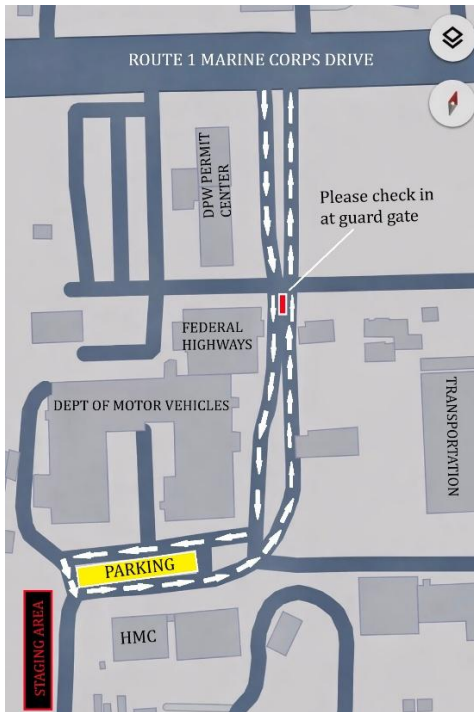 ROUTE 1 MARINE CORPS DRIVE
DPW PERMIT
CENTER
Please check in
at guard gate
FEDERAL
HIGHWAYS
DEPT OF MOTOR VEHICLES
TRANSPORTATION
PARKING
STAGING AREA
HMC